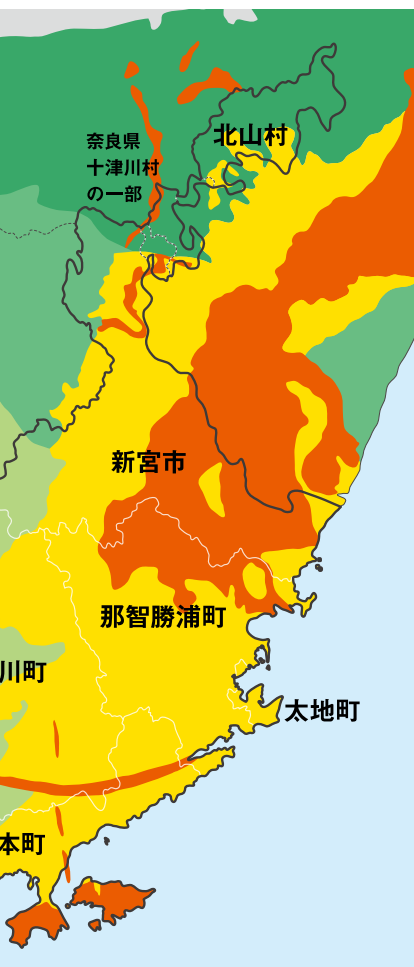 北山村
奈良県
十津川村
の一部
新宮市
那智勝浦町
川町
太地町
本町